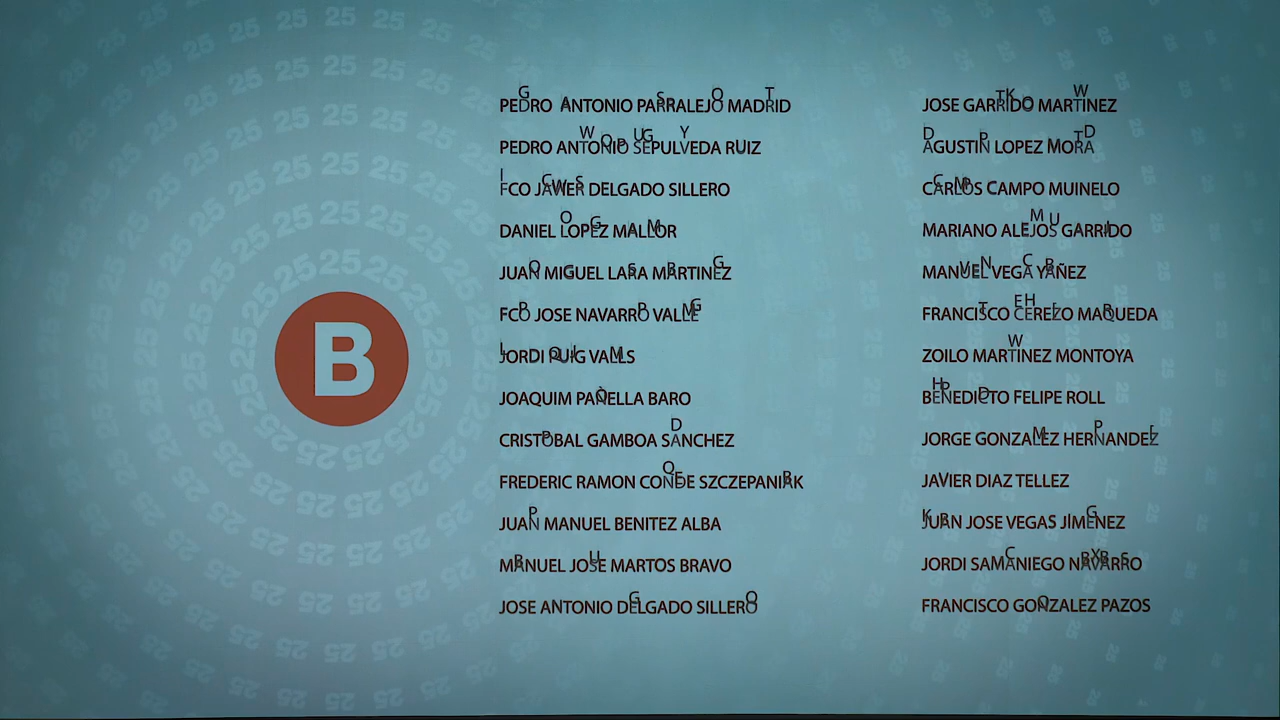 B
PEDRO ANTONIO PARRALEJO MADRID
PEDRO ANTONIO SEPULVEDA RUIZ
FCO JAVIER DELGADO SILLERO
DANIEL LOPEZ MALLOR
JUAN MIGUEL LARA MARTINEZ
FCO JOSE NAVARRO VALLE
JORDI PUIG VALLS
JOAQUIM PAÑELLA BARO
CRISTOBAL GAMBOA SANCHEZ
FREDERIC RAMON CONDE SZCZEPANIAK
JUAN MANUEL BENITEZ ALBA
MANUEL JOSE MARTOS BRAVO
JOSE ANTONIO DELGADO SILLERO
JOSE GARRIDO MARTINEZ
AGUSTIN LOPEZ MORA
CARLOS CAMPO MUINELO
MARIANO ALEJOS GARRIDO
MANUEL VEGA YAÑEZ
FRANCISCO CEREZO MAQUEDA
ZOILO MARTINEZ MONTOYA
BENEDICTO FELIPE ROLL
JORGE GONZALEZ HERNANDEZ
JAVIER DIAZ TELLEZ
JUAN JOSE VEGAS JIMENEZ
JORDI SAMANIEGO NAVARRO
FRANCISCO GONZALEZ PAZOS